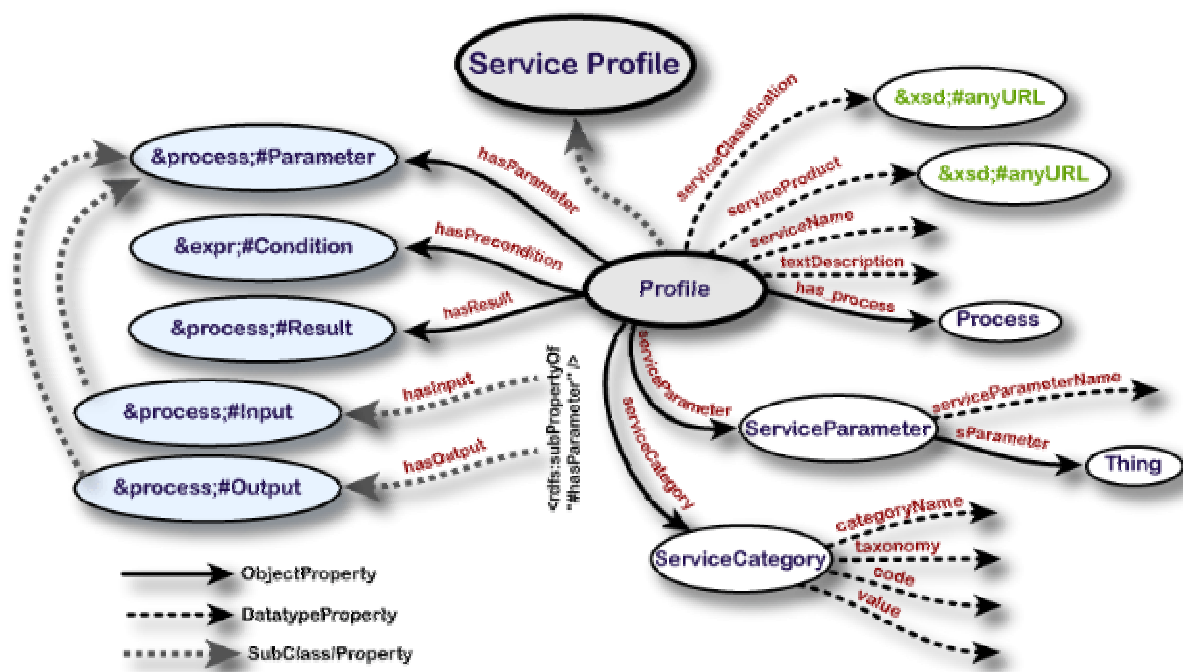 Service Profile
&xsd;#anyURL
serviceClassification
&process;#Parameter
hasParameter
serviceProduct
&xsd;#anyURL
serviceName
&expr;#Condition
hasPrecondition
textDescription
Profile
has_process
&process;#Result
hasResult
Process
<rdfs:subPropertyOf
"#hasParameter" />
hasInput
&process;#Input
serviceParameter
serviceParameterName
ServiceParameter
sParameter
Thing
serviceCategory
hasOutput
&process;#Output
categoryName
ServiceCategory
taxonomy
code
value
ObjectProperty
DatatypeProperty
SubClass/Property